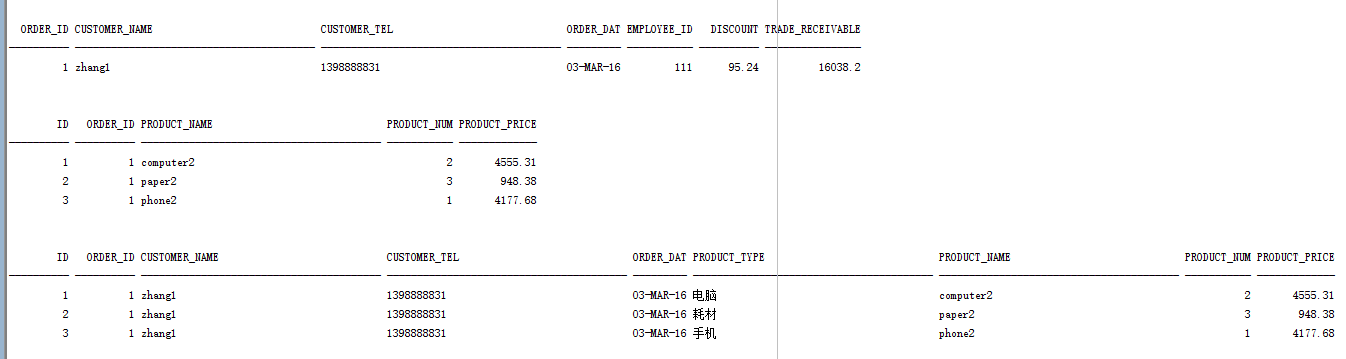 ORDER_ID CUSTOMER_NAME CUSTOMER_TEL ORDER_DAT EMPLOYEE_ID DISCOUNT TRADE_RECEIVABLE
1 zhang1 1398888831 03-MAR-16 111 95.24 16038.2
ID ORDER_ID PRODUCT_NAME PRODUCT_NUM PRODUCT_PRICE
1 1 computer2 2 4555.31
2 1 paper2 3 948.38
3 1 phone2 1 4177.68
ID ORDER_ID CUSTOMER_NAME CUSTOMER_TEL ORDER_DAT PRODUCT_TYPE PRODUCT_NAME PRODUCT_NUM PRODUCT_PRICE
1 1 zhang1 1398888831 03-MAR-16 电脑 computer2 2 4555.31
2 1 zhang1 1398888831 03-MAR-16 耗材 paper2 3 948.38
3 1 zhang1 1398888831 03-MAR-16 手机 phone2 1 4177.68